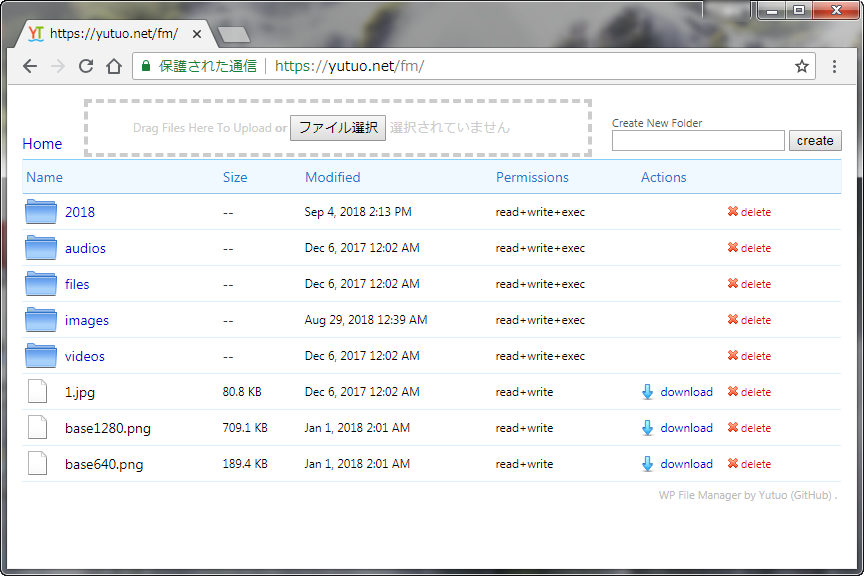 https://yutuo.net/fm/
保護された通信 https://yutuo.net/fm/
Drag Files Here To Upload or ファイル選択 選択されていません
Create New Folder
create
Home
Name Size Modified Permissions Actions
2018 -- Sep 4, 2018 2:13 PM read+write+exec delete
audios -- Dec 6, 2017 12:02 AM read+write+exec delete
files -- Dec 6, 2017 12:02 AM read+write+exec delete
images -- Aug 29, 2018 12:39 AM read+write+exec delete
videos -- Dec 6, 2017 12:02 AM read+write+exec delete
1.jpg 80.8 KB Dec 6, 2017 12:02 AM read+write download delete
base1280.png 709.1 KB Jan 1, 2018 2:01 AM read+write download delete
base640.png 189.4 KB Jan 1, 2018 2:01 AM read+write download delete
WP File Manager by Yutuo (GitHub) .